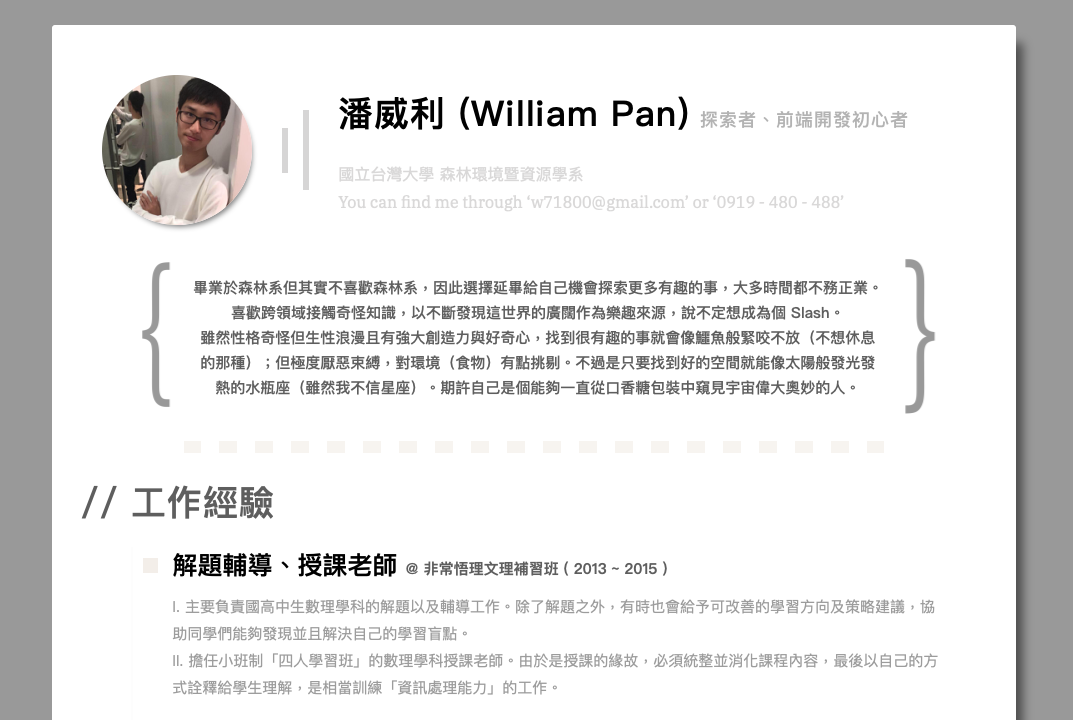 潘威利 (William Pan) 探索者、前端開發初心者
國立台灣大學 森林環境暨資源學系
You can find me through ‘w71800@gmail.com’ or ‘0919 - 480 - 488’
{ }
畢業於森林系但其實不喜歡森林系，因此選擇延畢給自己機會探索更多有趣的事，大多時間都不務正業。
喜歡跨領域接觸奇怪知識，以不斷發現這世界的廣闊作為樂趣來源，說不定想成為個 Slash。
雖然性格奇怪但生性浪漫且有強大創造力與好奇心，找到很有趣的事就會像鱷魚般緊咬不放（不想休息
的那種）；但極度厭惡束縛，對環境（食物）有點挑剔。不過是只要找到好的空間就能像太陽般發光發
熱的水瓶座（雖然我不信星座）。期許自己是個能夠一直從口香糖包裝中窺見宇宙偉大奧妙的人。
// 工作經驗
解題輔導、授課老師 @ 非常悟理文理補習班 ( 2013 ~ 2015 )
I. 主要負責國高中生數理學科的解題以及輔導工作。除了解題之外，有時也會給予可改善的學習方向及策略建議，協
助同學們能夠發現並且解決自己的學習盲點。
II. 擔任小班制「四人學習班」的數理學科授課老師。由於是授課的緣故，必須統整並消化課程內容，最後以自己的方
式詮釋給學生理解，是相當訓練「資訊處理能力」的工作。